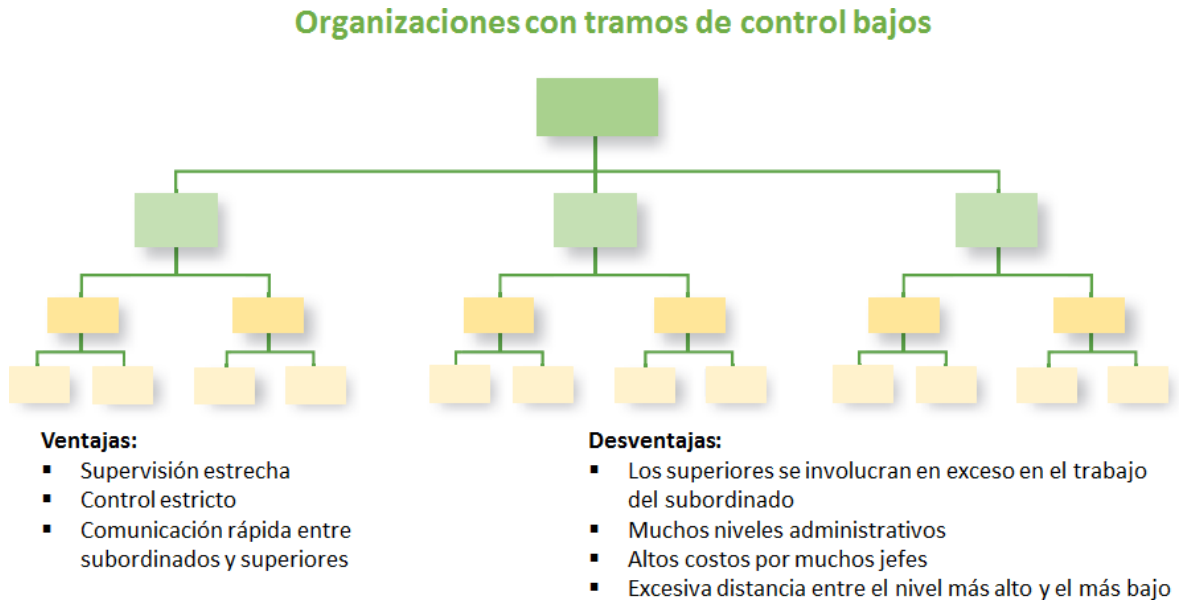 Organizaciones con tramos de control bajos
Ventajas:
▪ Supervisión estrecha
▪ Control estricto
▪ Comunicación rápida entre
subordinados y superiores
Desventajas:
▪ Los superiores se involucran en exceso en el trabajo
del subordinado
▪ Muchos niveles administrativos
▪ Altos costos por muchos jefes
▪ Excesiva distancia entre el nivel más alto y el más bajo